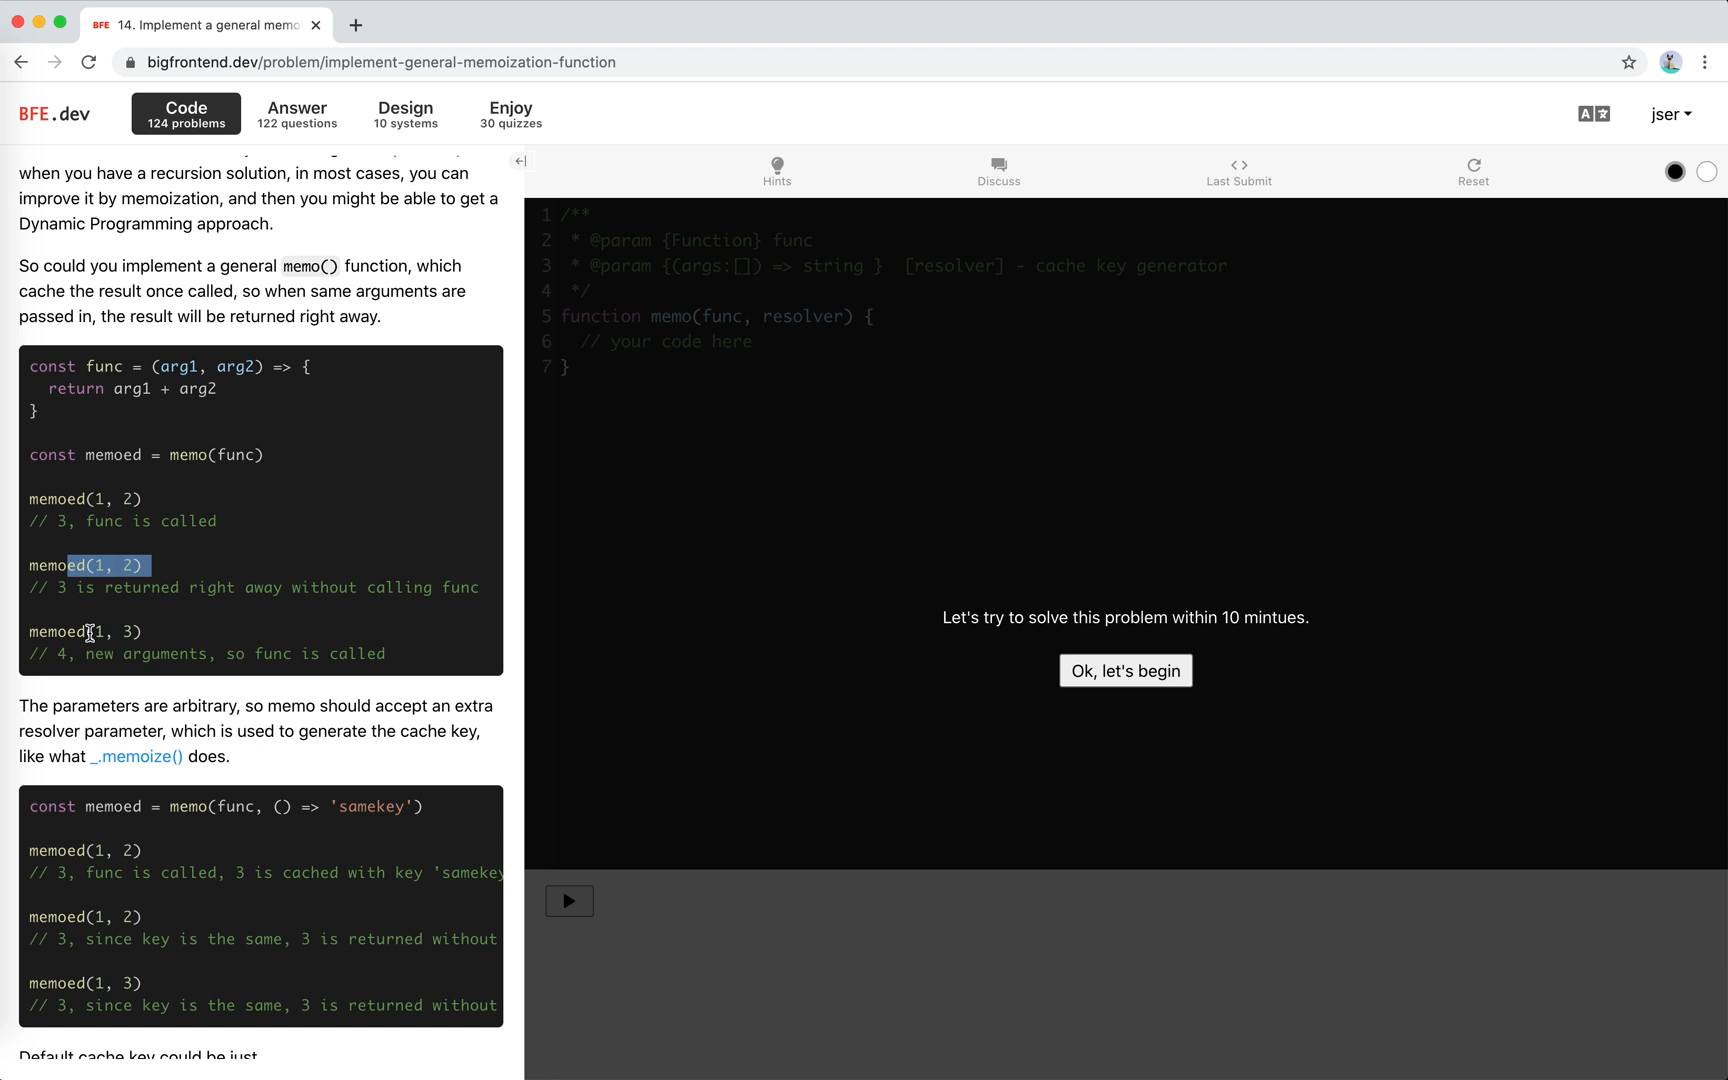 BFE 14. Implement a general memo
bigfrontend.dev/problem/implement-general-memoization-function
BFE.dev
Code
124 problems
Answer
122 questions
Design
10 systems
Enjoy
30 quizzes
jser
when you have a recursion solution, in most cases, you can
improve it by memoization, and then you might be able to get a
Dynamic Programming approach.
So could you implement a general memo() function, which
cache the result once called, so when same arguments are
passed in, the result will be returned right away.
const func = (arg1, arg2) => {
return arg1 + arg2
}
const memoed = memo(func)
memoed(1, 2)
// 3, func is called
memoed(1, 2)
// 3 is returned right away without calling func
memoed(1, 3)
// 4, new arguments, so func is called
The parameters are arbitrary, so memo should accept an extra
resolver parameter, which is used to generate the cache key,
like what _.memoize() does.
const memoed = memo(func, () => 'samekey')
memoed(1, 2)
// 3, func is called, 3 is cached with key 'samekey
memoed(1, 2)
// 3, since key is the same, 3 is returned without
memoed(1, 3)
// 3, since key is the same, 3 is returned without
Default cache key could be just
Hints
Discuss
Last Submit
Reset
1 /**
2 * @param {Function} func
3 * @param {(args:[]) => string } [resolver] - cache key generator
4 */
5 function memo(func, resolver) {
6 // your code here
7 }
Let's try to solve this problem within 10 mintues.
Ok, let's begin